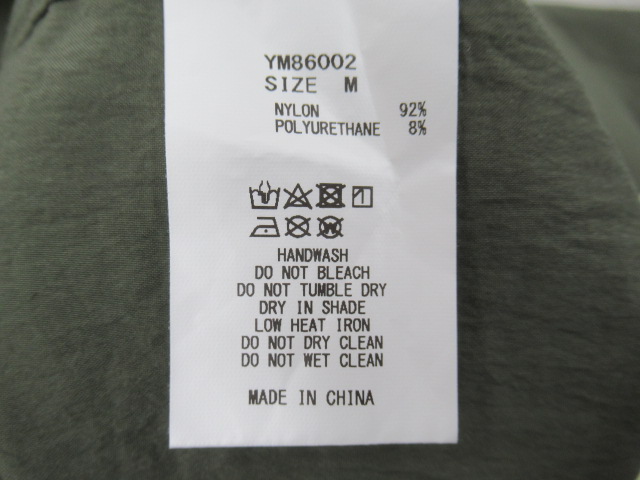 YM86002
SIZE M
NYLON 92%
POLYURETHANE 8%
HANDWASH
DO NOT BLEACH
DO NOT TUMBLE DRY
DRY IN SHADE
LOW HEAT IRON
DO NOT DRY CLEAN
DO NOT WET CLEAN
MADE IN CHINA